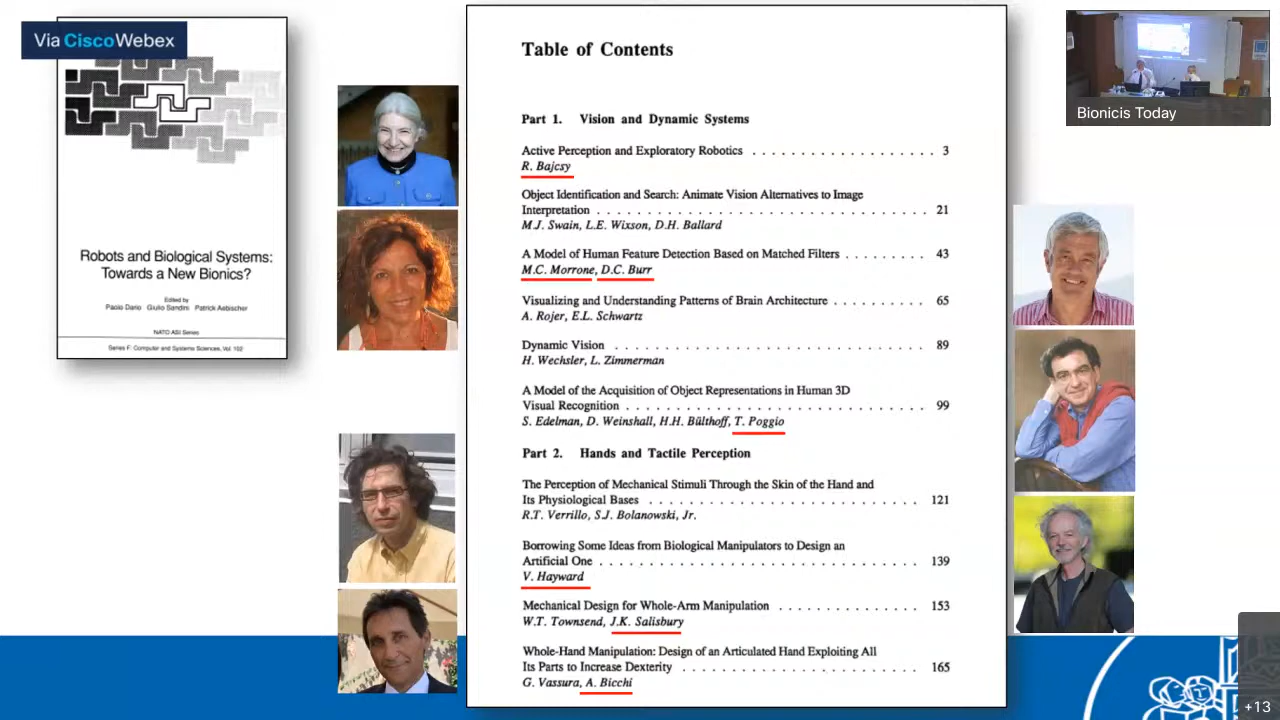 Via Cisco Webex
Robots and Biological Systems:
Towards a New Bionics?
Edited by
Paolo Dario Giulio Sandini Patrick Aebischer
NATO ASI Series
Series F: Computer and Systems Sciences, Vol. 102
Table of Contents
Part 1. Vision and Dynamic Systems
Active Perception and Exploratory Robotics . . . . . . . . . . . . . . . . . . . . 3
R. Bajcsy
Object Identification and Search: Animate Vision Alternatives to Image
Interpretation . . . . . . . . . . . . . . . . . . . . . . . . . . . . . . . . . 21
M.J. Swain, L.E. Wixson, D.H. Ballard
A Model of Human Feature Detection Based on Matched Filters . . . . . . . . 43
M.C. Morrone, D.C. Burr
Visualizing and Understanding Patterns of Brain Architecture . . . . . . . . . 65
A. Rojer, E.L. Schwartz
Dynamic Vision . . . . . . . . . . . . . . . . . . . . . . . . . . . . . . . . 89
H. Wechsler, L. Zimmerman
A Model of the Acquisition of Object Representations in Human 3D
Visual Recognition . . . . . . . . . . . . . . . . . . . . . . . . . . . . . . 99
S. Edelman, D. Weinshall, H.H. Bülthoff, T. Poggio
Part 2. Hands and Tactile Perception
The Perception of Mechanical Stimuli Through the Skin of the Hand and
Its Physiological Bases . . . . . . . . . . . . . . . . . . . . . . . . . . . . 121
R.T. Verrillo, S.J. Bolanowski, Jr.
Borrowing Some Ideas from Biological Manipulators to Design an
Artificial One . . . . . . . . . . . . . . . . . . . . . . . . . . . . . . . . 139
V. Hayward
Mechanical Design for Whole-Arm Manipulation . . . . . . . . . . . . . . . 153
W.T. Townsend, J.K. Salisbury
Whole-Hand Manipulation: Design of an Articulated Hand Exploiting All
Its Parts to Increase Dexterity . . . . . . . . . . . . . . . . . . . . . . . . 165
G. Vassura, A. Bicchi
Bionicis Today
+13